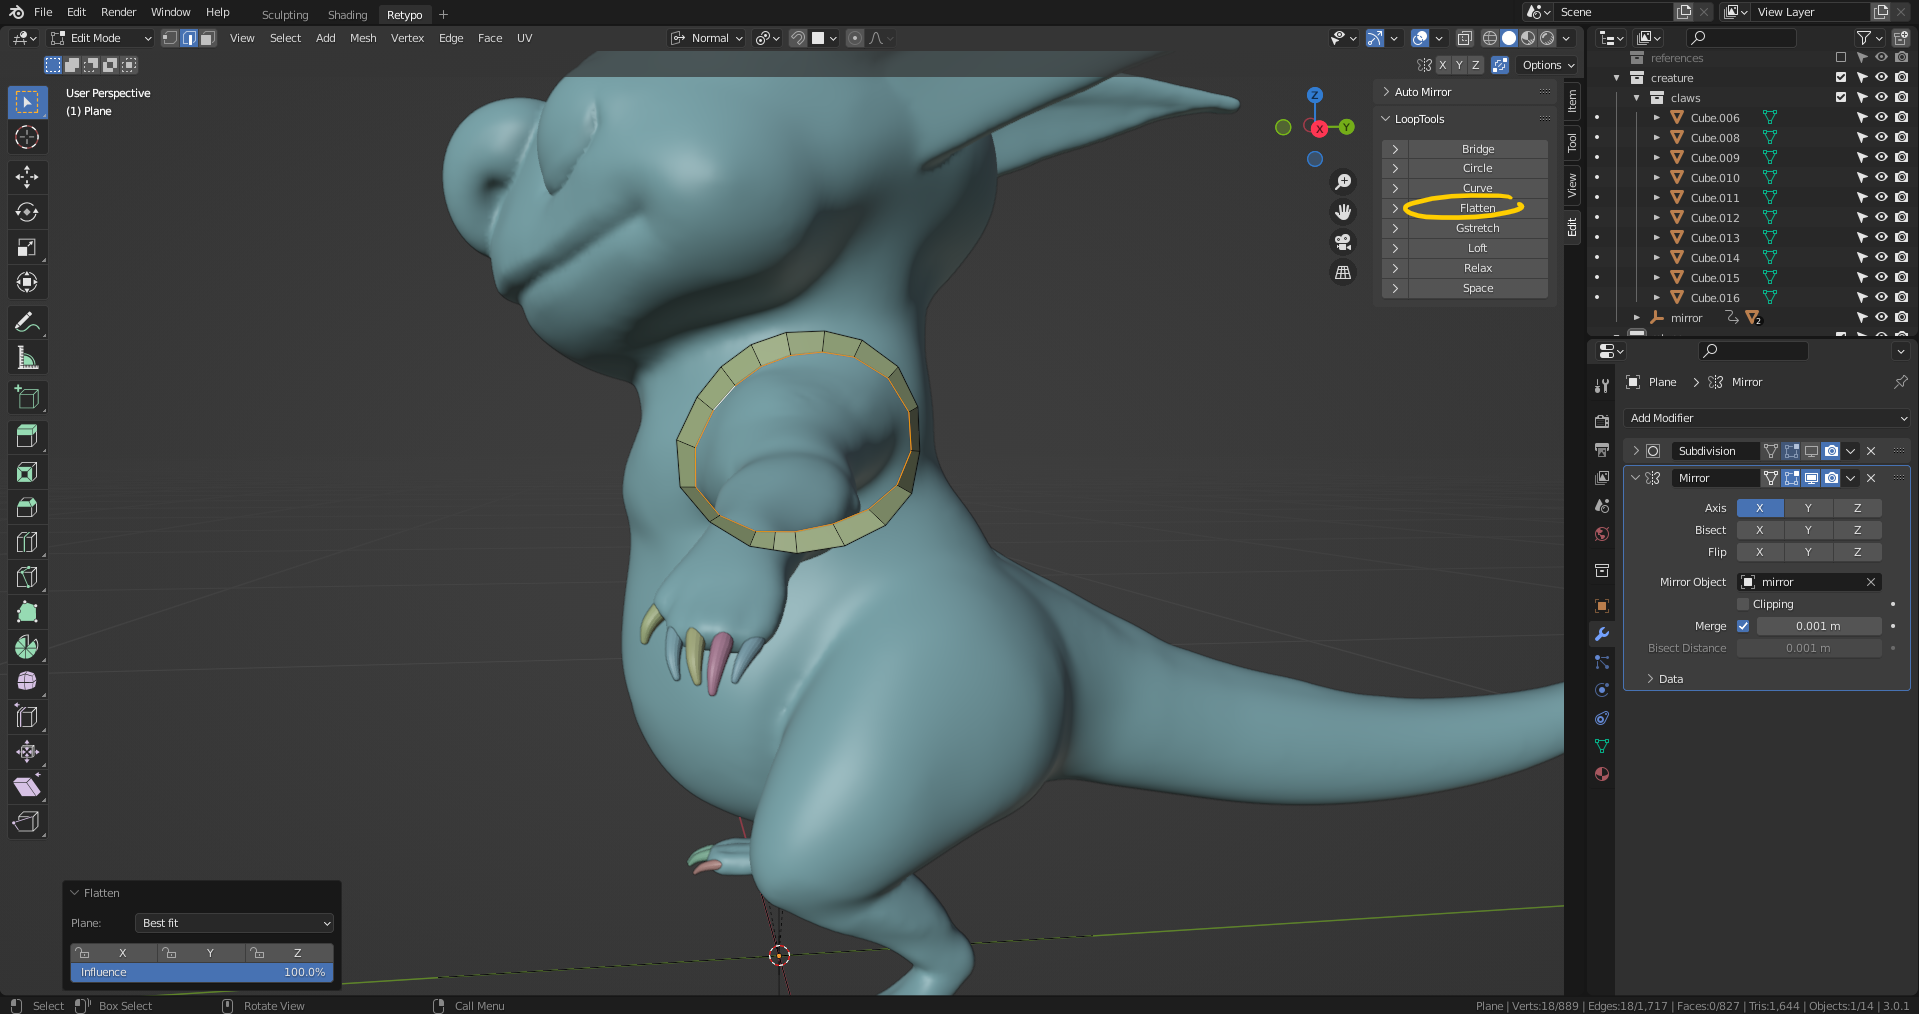 File Edit Render Window Help Sculpting Shading Retypo + Scene View Layer
Edit Mode View Select Add Mesh Vertex Edge Face UV Normal
X Y Z Options
User Perspective
(1) Plane
Z
Y
X
Auto Mirror
LoopTools
Bridge
Circle
Curve
Flatten
Gstretch
Loft
Relax
Space
Item
Tool
View
Edit
references
creature
claws
Cube.006
Cube.008
Cube.009
Cube.010
Cube.011
Cube.012
Cube.013
Cube.014
Cube.015
Cube.016
mirror 2
Plane Mirror
Add Modifier
Subdivision
Mirror
Axis X Y Z
Bisect X Y Z
Flip X Y Z
Mirror Object mirror
Clipping
Merge 0.001 m
Bisect Distance 0.001 m
Data
Flatten
Plane: Best fit
X Y Z
Influence 100.0%
Select Box Select Rotate View Call Menu Plane | Verts:18/889 | Edges:18/1,717 | Faces:0/827 | Tris:1,644 | Objects:1/14 | 3.0.1